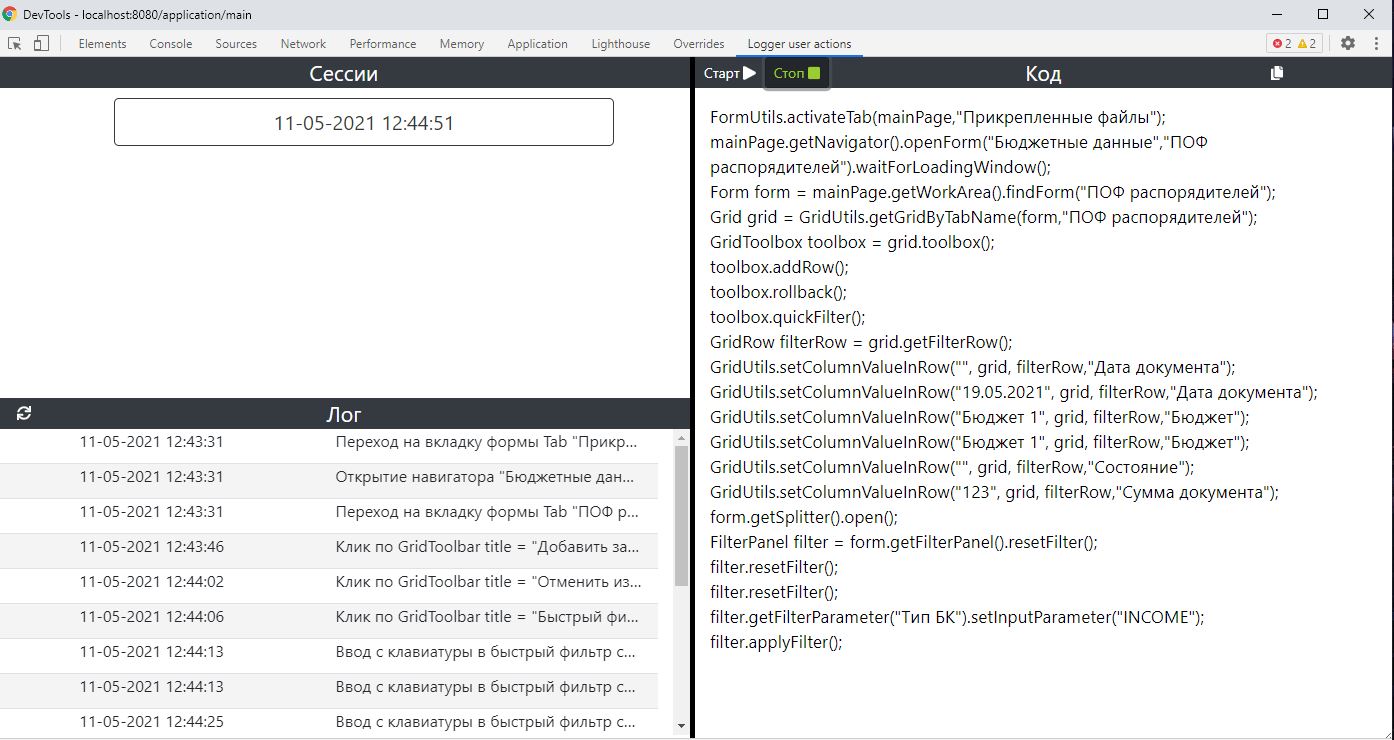 DevTools - localhost:8080/application/main
Elements Console Sources Network Performance Memory Application Lighthouse Overrides Logger user actions 2 2
Сессии
11-05-2021 12:44:51
Лог
11-05-2021 12:43:31 Переход на вкладку формы Tab "Прикр...
11-05-2021 12:43:31 Открытие навигатора "Бюджетные дан...
11-05-2021 12:43:31 Переход на вкладку формы Tab "ПОФ р...
11-05-2021 12:43:46 Клик по GridToolbar title = "Добавить за...
11-05-2021 12:44:02 Клик по GridToolbar title = "Отменить из...
11-05-2021 12:44:06 Клик по GridToolbar title = "Быстрый фи...
11-05-2021 12:44:13 Ввод с клавиатуры в быстрый фильтр с...
11-05-2021 12:44:13 Ввод с клавиатуры в быстрый фильтр с...
11-05-2021 12:44:25 Ввод с клавиатуры в быстрый фильтр с...
Старт Стоп Код
FormUtils.activateTab(mainPage,"Прикрепленные файлы");
mainPage.getNavigator().openForm("Бюджетные данные","ПОФ
распорядителей").waitForLoadingWindow();
Form form = mainPage.getWorkArea().findForm("ПОФ распорядителей");
Grid grid = GridUtils.getGridByTabName(form,"ПОФ распорядителей");
GridToolbox toolbox = grid.toolbox();
toolbox.addRow();
toolbox.rollback();
toolbox.quickFilter();
GridRow filterRow = grid.getFilterRow();
GridUtils.setColumnValueInRow("", grid, filterRow,"Дата документа");
GridUtils.setColumnValueInRow("19.05.2021", grid, filterRow,"Дата документа");
GridUtils.setColumnValueInRow("Бюджет 1", grid, filterRow,"Бюджет");
GridUtils.setColumnValueInRow("Бюджет 1", grid, filterRow,"Бюджет");
GridUtils.setColumnValueInRow("", grid, filterRow,"Состояние");
GridUtils.setColumnValueInRow("123", grid, filterRow,"Сумма документа");
form.getSplitter().open();
FilterPanel filter = form.getFilterPanel().resetFilter();
filter.resetFilter();
filter.resetFilter();
filter.getFilterParameter("Тип БК").setInputParameter("INCOME");
filter.applyFilter();